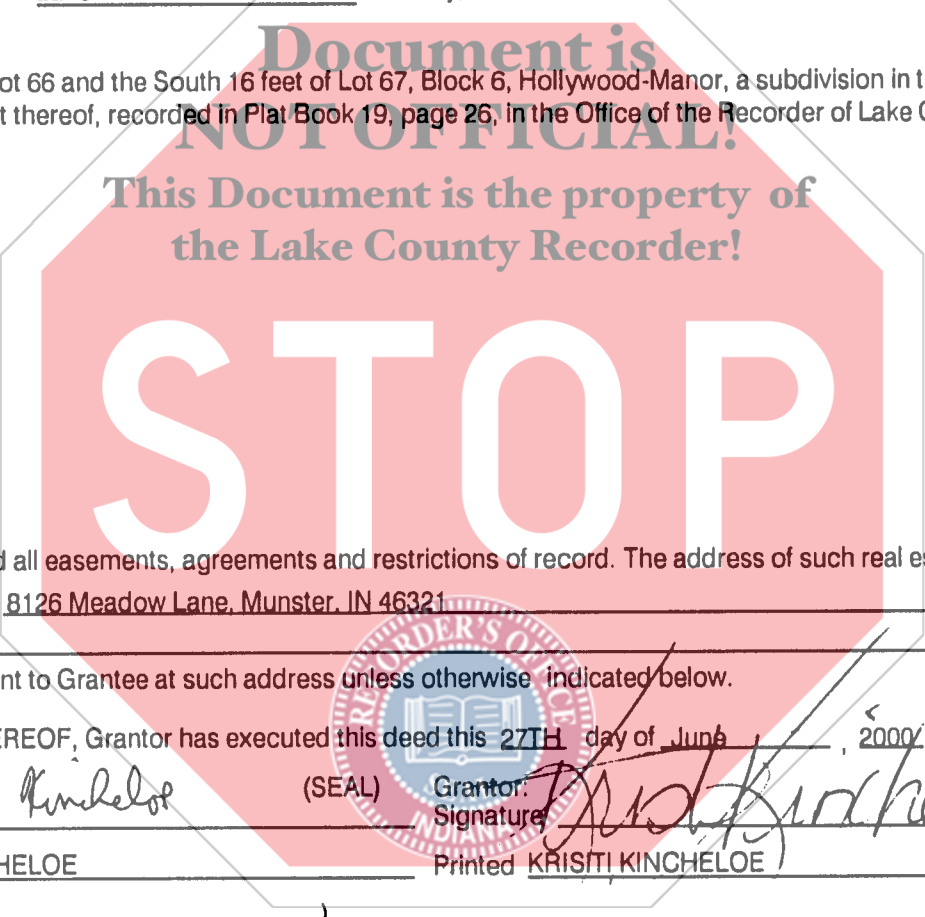 Document is
ot 66 and the South 16 feet of Lot 67, Block 6, Hollywood-Manor, a subdivision in t
t thereof, recorded in Plat Book 19, page 26, in the Office of the Recorder of Lake C
NOT OFFICIAL!
This Document is the property of
the Lake County Recorder!
STOP
d all easements, agreements and restrictions of record. The address of such real es
8126 Meadow Lane, Munster, IN 46321
RECORDER'S OFFICE
nt to Grantee at such address unless otherwise indicated below.
EREOF, Grantor has executed this deed this 27TH day of June , 2000
Kincheloe (SEAL) Grantor:
Signature
INDIANA
HELOE Printed KRISITI KINCHELOE